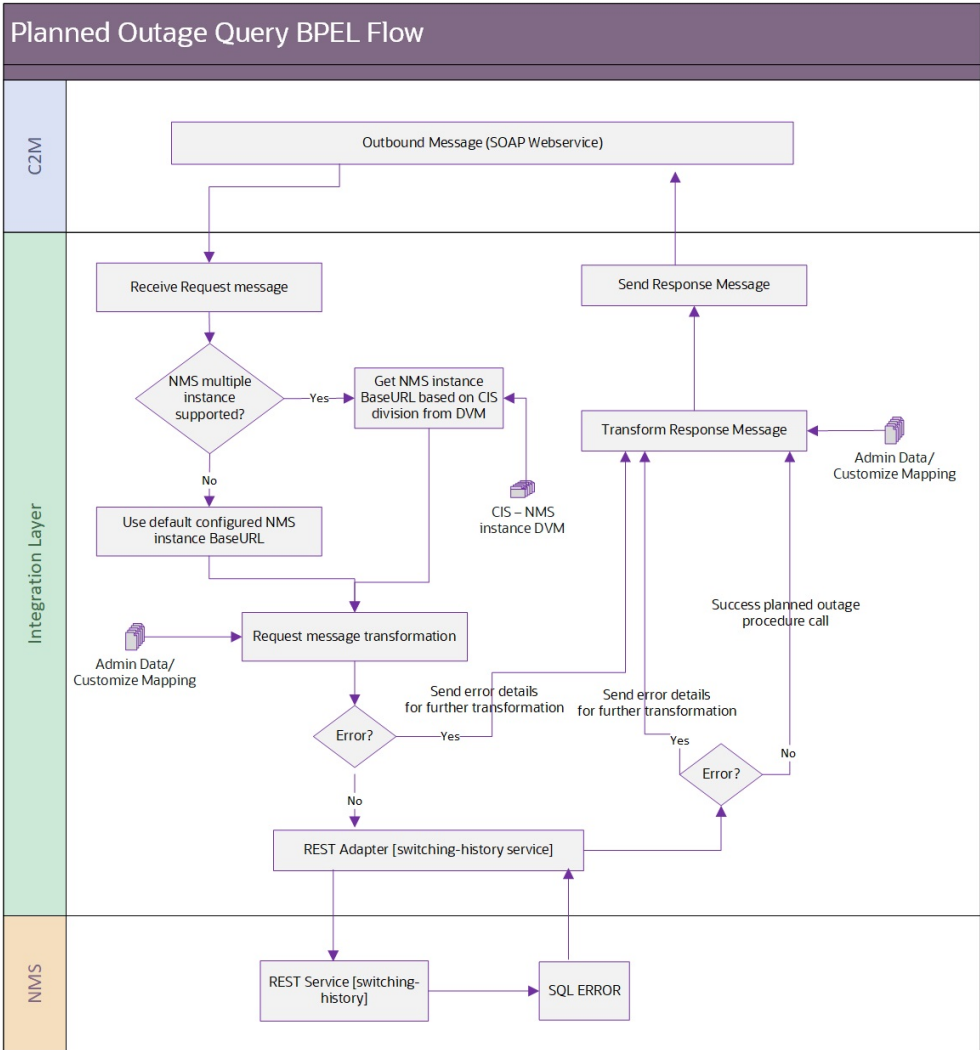 Planned Outage Query BPEL Flow
C2M
Outbound Message (SOAP Webservice)
Integration Layer
Receive Request message
Send Response Message
NMS multiple
instance
supported?
Yes
Get NMS instance
BaseURL based on CIS
division from DVM
Transform Response Message
Admin Data/
Customize Mapping
No
CIS – NMS
instance DVM
Use default configured NMS
instance BaseURL
Success planned outage
procedure call
Request message transformation
Admin Data/
Customize Mapping
Send error details
for further transformation
Send error details
for further transformation
Error?
Yes
Yes
No
Error?
No
REST Adapter [switching-history service]
NMS
REST Service [switching-
history]
SQL ERROR